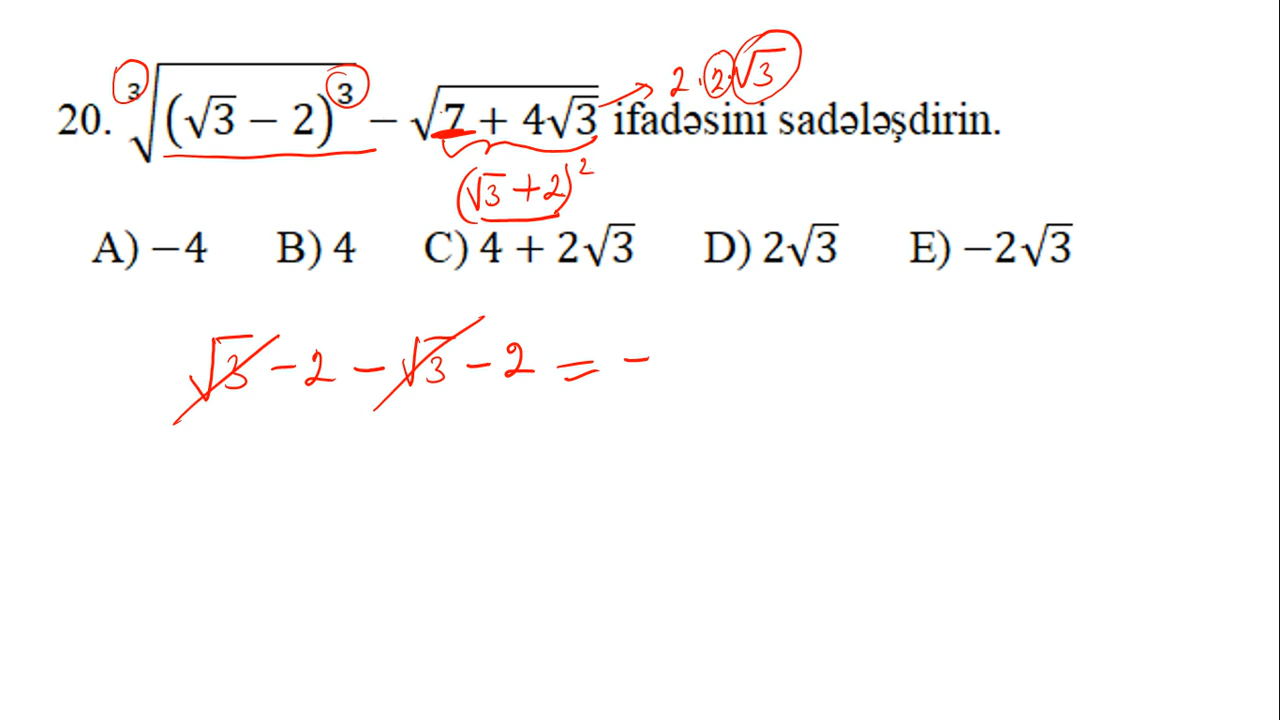 2 · 2 · √3
20. ∛(√3 − 2)³ − √7 + 4√3 ifadəsini sadələşdirin.
(√3 + 2)²
A) −4 B) 4 C) 4 + 2√3 D) 2√3 E) −2√3
√3 − 2 − √3 − 2 = −